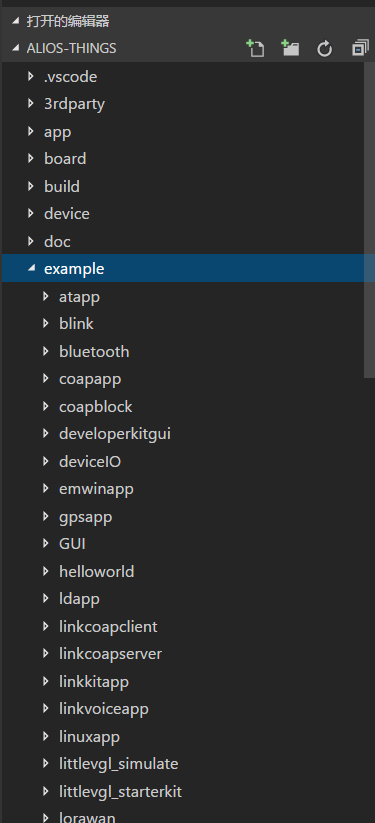 打开的编辑器
ALIOS-THINGS
.vscode
3rdparty
app
board
build
device
doc
example
atapp
blink
bluetooth
coapapp
coapblock
developerkitgui
deviceIO
emwinapp
gpsapp
GUI
helloworld
ldapp
linkcoapclient
linkcoapserver
linkkitapp
linkvoiceapp
linuxapp
littlevgl_simulate
littlevgl_starterkit
lorawan